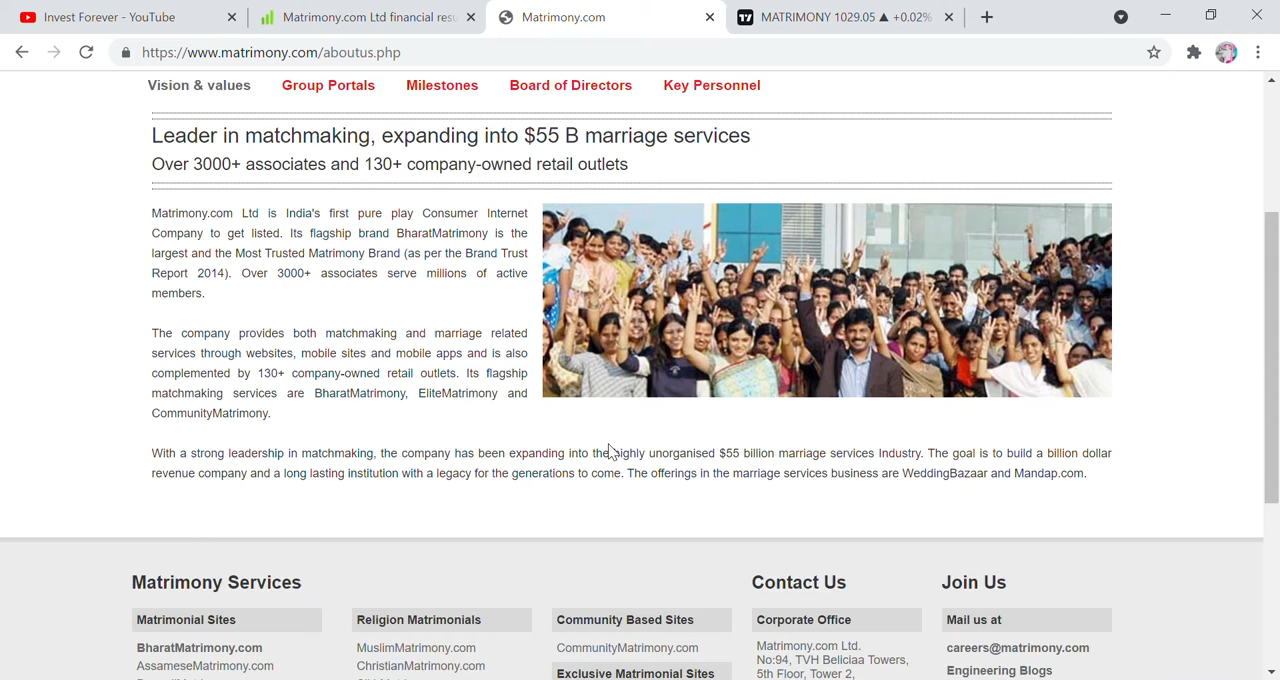 Invest Forever - YouTube
Matrimony.com Ltd financial resu
Matrimony.com
MATRIMONY 1029.05 ▲ +0.02%
https://www.matrimony.com/aboutus.php
Vision & values Group Portals Milestones Board of Directors Key Personnel
Leader in matchmaking, expanding into $55 B marriage services
Over 3000+ associates and 130+ company-owned retail outlets
Matrimony.com Ltd is India's first pure play Consumer Internet
Company to get listed. Its flagship brand BharatMatrimony is the
largest and the Most Trusted Matrimony Brand (as per the Brand Trust
Report 2014). Over 3000+ associates serve millions of active
members.
The company provides both matchmaking and marriage related
services through websites, mobile sites and mobile apps and is also
complemented by 130+ company-owned retail outlets. Its flagship
matchmaking services are BharatMatrimony, EliteMatrimony and
CommunityMatrimony.
With a strong leadership in matchmaking, the company has been expanding into the highly unorganised $55 billion marriage services Industry. The goal is to build a billion dollar
revenue company and a long lasting institution with a legacy for the generations to come. The offerings in the marriage services business are WeddingBazaar and Mandap.com.
Matrimony Services
Matrimonial Sites
BharatMatrimony.com
AssameseMatrimony.com
Religion Matrimonials
MuslimMatrimony.com
ChristianMatrimony.com
Community Based Sites
CommunityMatrimony.com
Exclusive Matrimonial Sites
Contact Us
Corporate Office
Matrimony.com Ltd.
No:94, TVH Beliciaa Towers,
5th Floor, Tower 2,
Join Us
Mail us at
careers@matrimony.com
Engineering Blogs